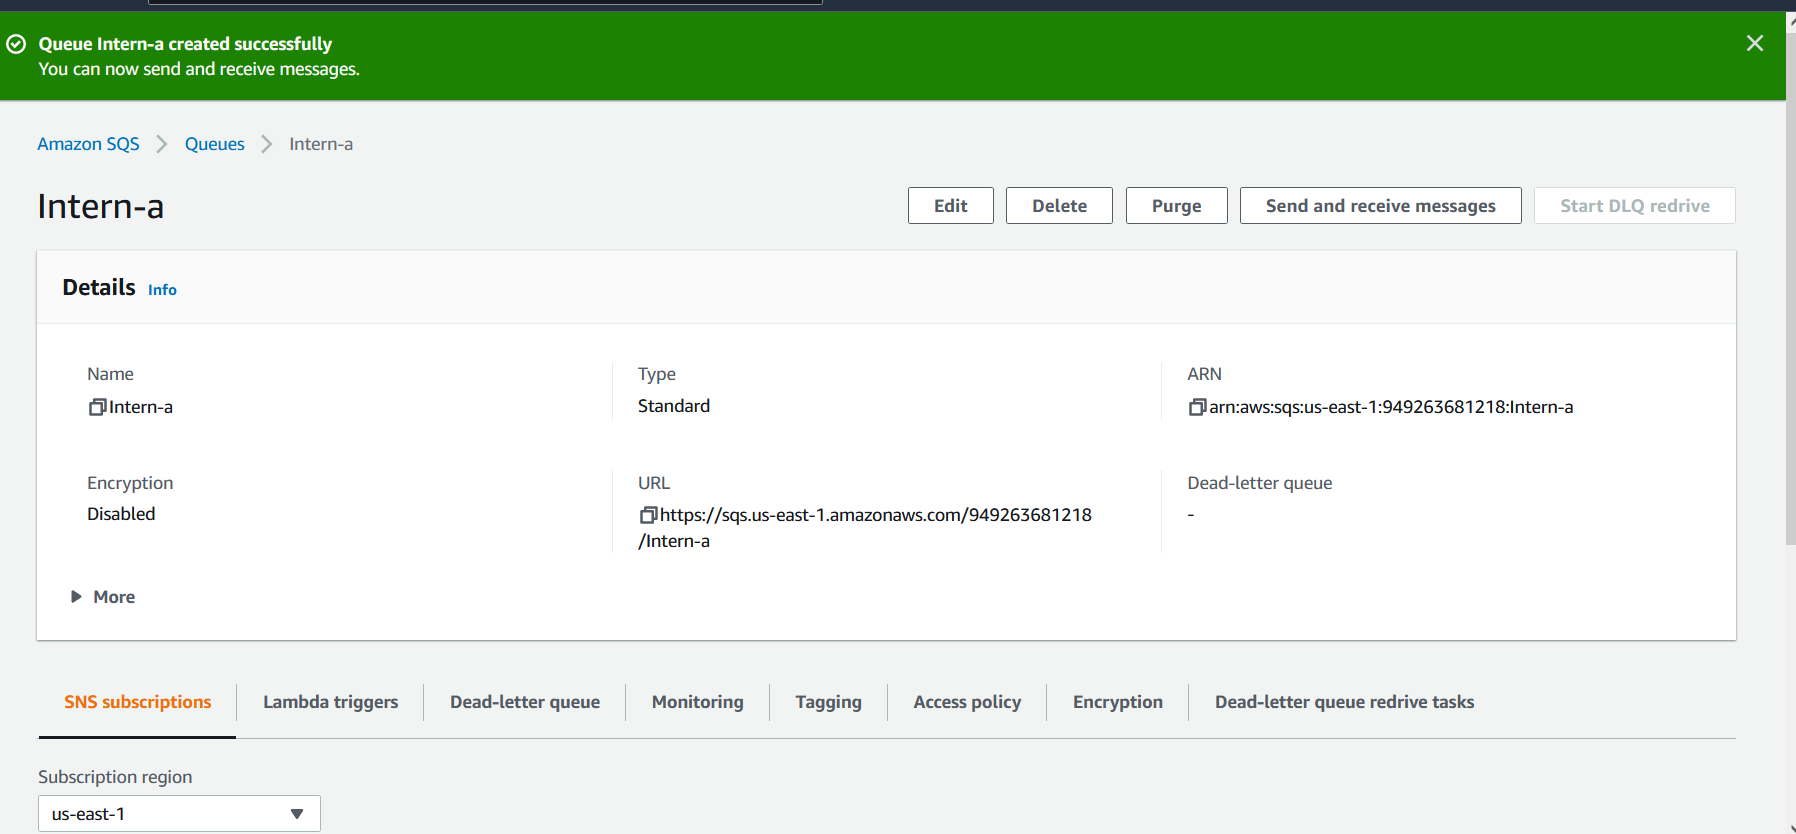 Queue Intern-a created successfully
You can now send and receive messages.
Amazon SQS
Queues
Intern-a
Intern-a
Edit
Delete
Purge
Send and receive messages
Start DLQ redrive
Details Info
Name
Intern-a
Type
Standard
ARN
arn:aws:sqs:us-east-1:949263681218:Intern-a
Encryption
Disabled
URL
https://sqs.us-east-1.amazonaws.com/949263681218
/Intern-a
Dead-letter queue
-
More
SNS subscriptions
Lambda triggers
Dead-letter queue
Monitoring
Tagging
Access policy
Encryption
Dead-letter queue redrive tasks
Subscription region
us-east-1